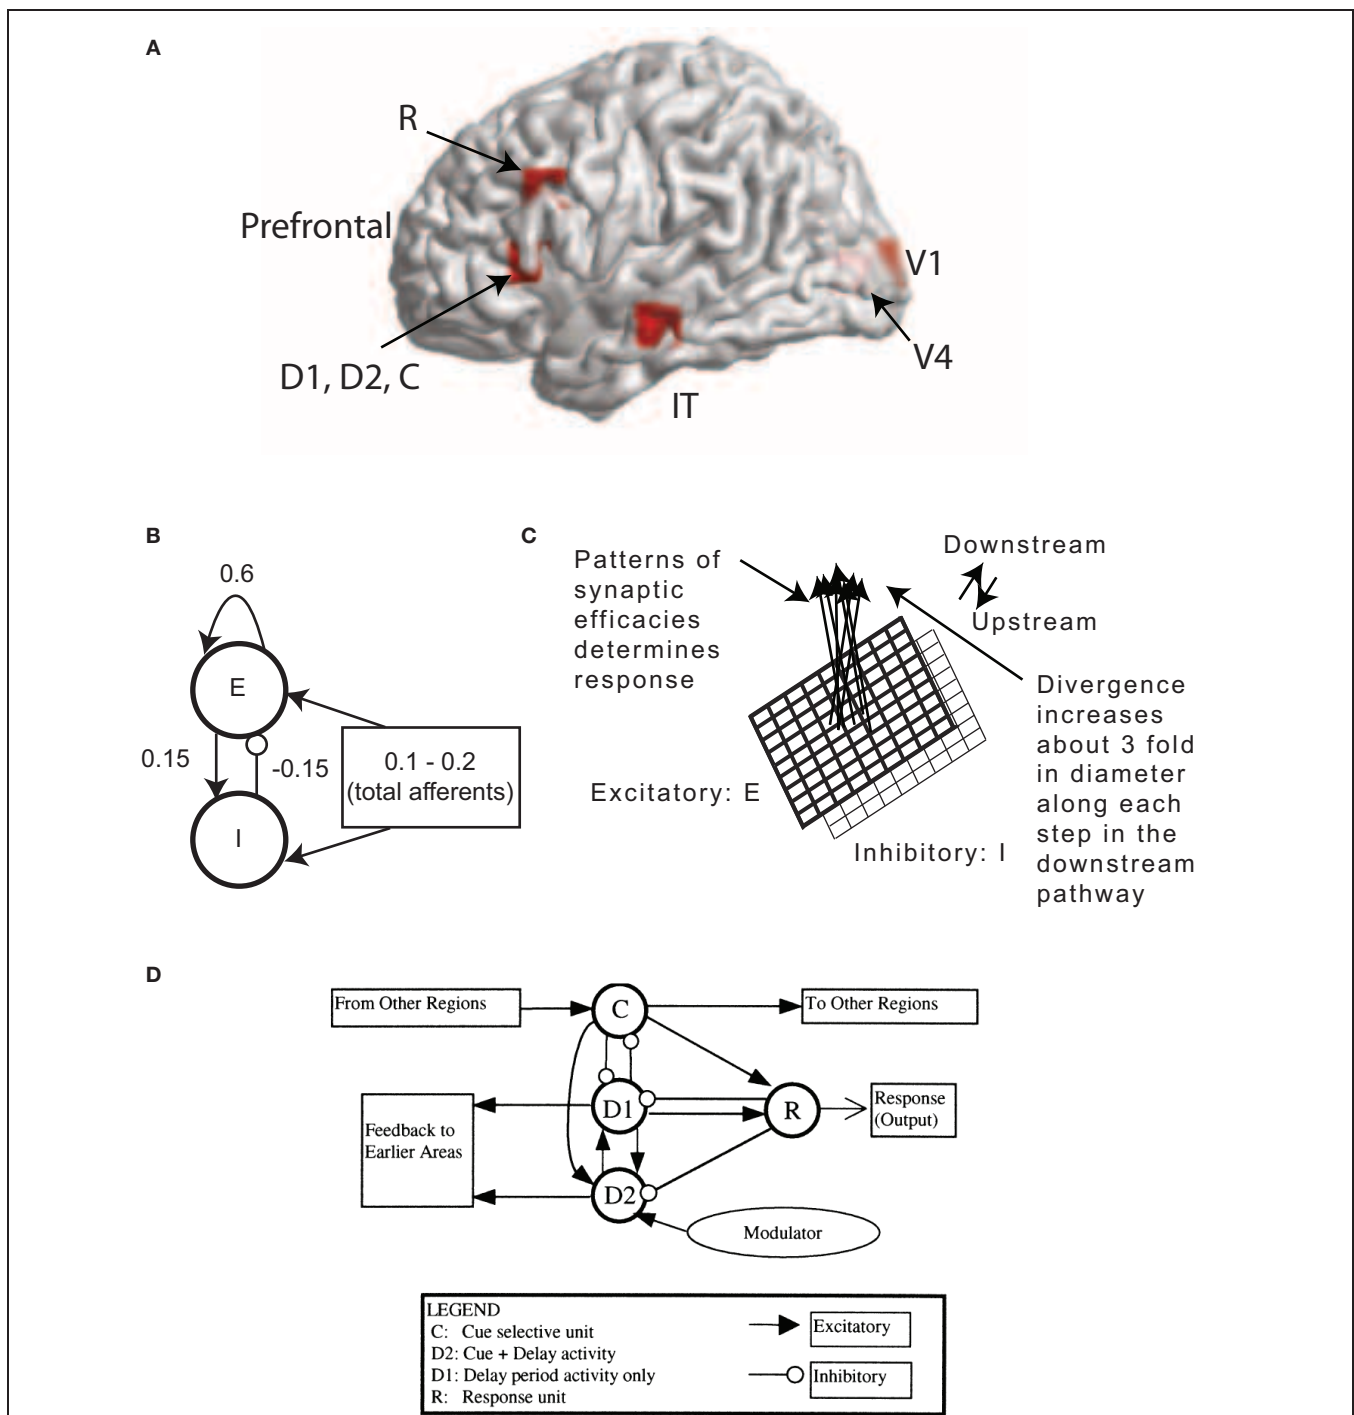 A
R
Prefrontal
V1
V4
D1, D2, C
IT
B
0.6
E
0.15
-0.15
0.1 - 0.2
(total afferents)
I
C
Patterns of
synaptic
efficacies
determines
response
Downstream
Upstream
Divergence
increases
about 3 fold
in diameter
along each
step in the
downstream
pathway
Excitatory: E
Inhibitory: I
D
From Other Regions
C
To Other Regions
Feedback to
Earlier Areas
D1
R
Response
(Output)
D2
Modulator
LEGEND
C: Cue selective unit
D2: Cue + Delay activity
D1: Delay period activity only
R: Response unit
Excitatory
Inhibitory